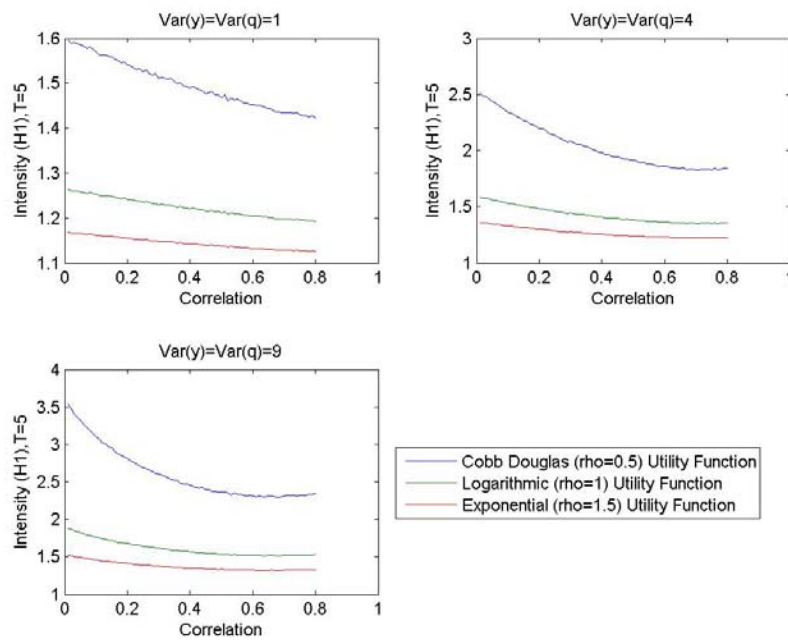 Var(y)=Var(q)=1
1.6
1.5
1.4
1.3
1.2
1.1
Intensity (H1),T=5
0 0.2 0.4 0.6 0.8 1
Correlation
Var(y)=Var(q)=4
3
2.5
2
1.5
1
Intensity (H1),T=5
0 0.2 0.4 0.6 0.8 1
Correlation
Var(y)=Var(q)=9
4
3.5
3
2.5
2
1.5
1
Intensity (H1),T=5
0 0.2 0.4 0.6 0.8 1
Correlation
Cobb Douglas (rho=0.5) Utility Function
Logarithmic (rho=1) Utility Function
Exponential (rho=1.5) Utility Function